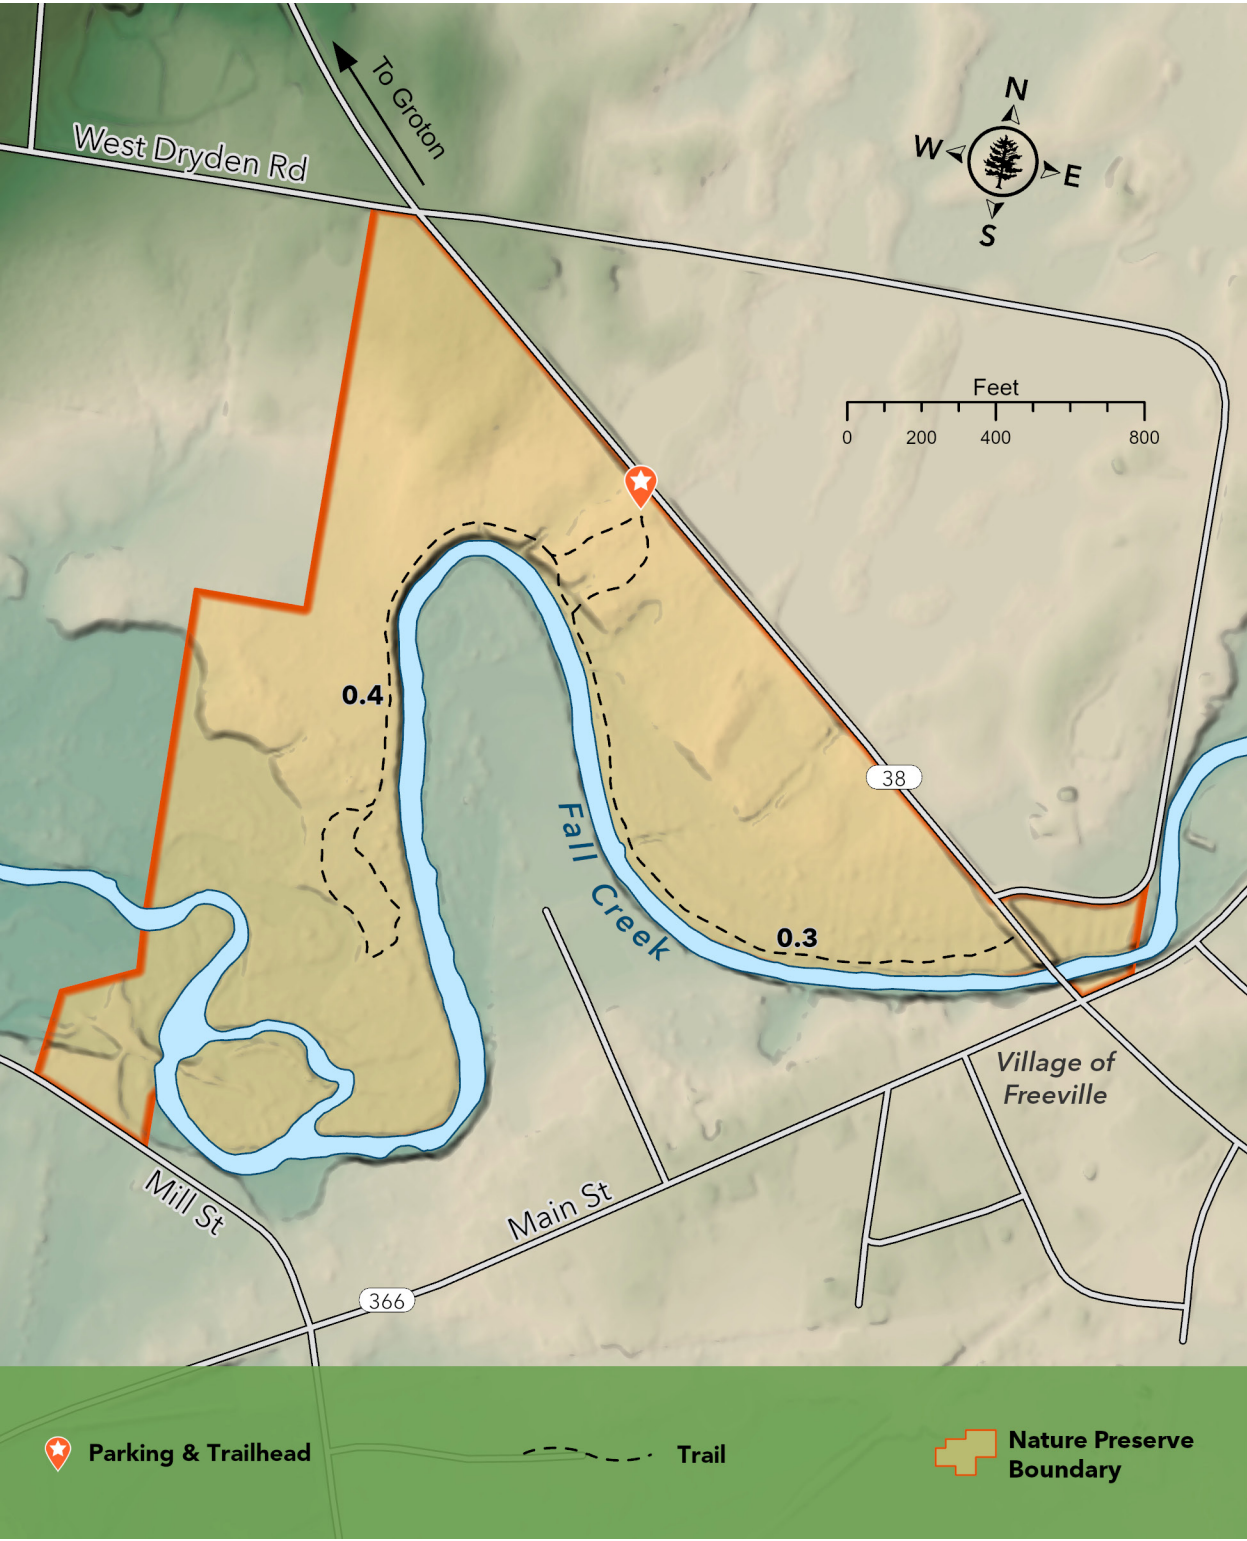 To Groton
West Dryden Rd
N
W
E
S
Feet
0 200 400 800
0.4
38
Fall Creek
0.3
Village of
Freeville
Mill St
Main St
366
Parking & Trailhead
Trail
Nature Preserve
Boundary